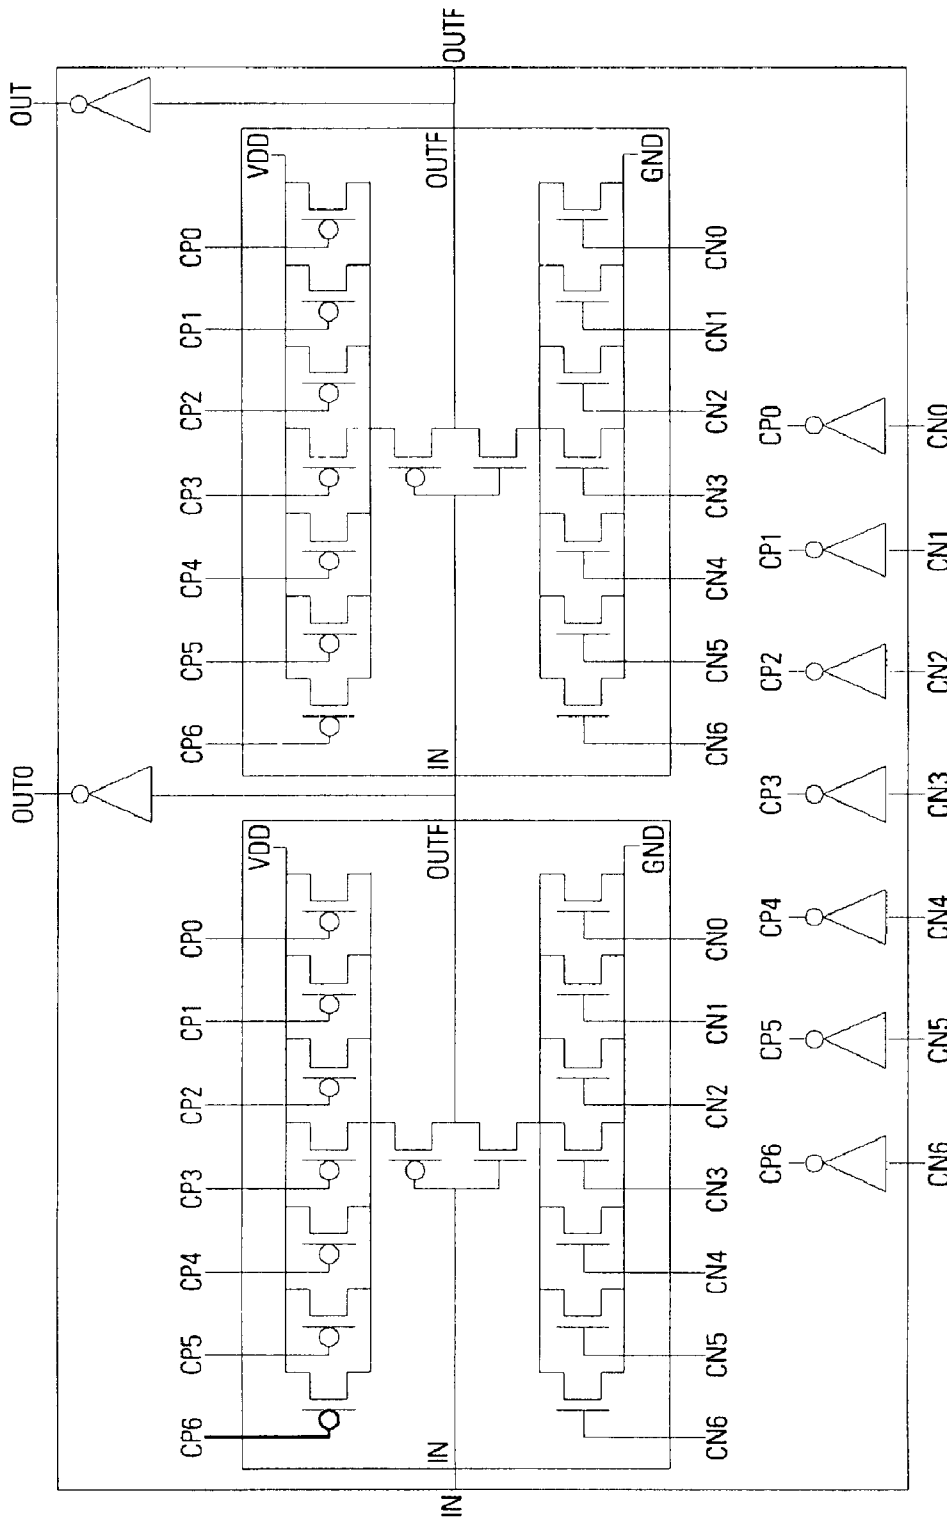 OUT0
OUT
CP6
CP5
CP4
CP3
CP2
CP1
CP0
VDD
CP6
CP5
CP4
CP3
CP2
CP1
CP0
VDD
IN
IN
OUTF
IN
OUTF
OUTF
GND
GND
CN6
CN5
CN4
CN3
CN2
CN1
CN0
CN6
CN5
CN4
CN3
CN2
CN1
CN0
CP6
CP5
CP4
CP3
CP2
CP1
CP0
CN6
CN5
CN4
CN3
CN2
CN1
CN0